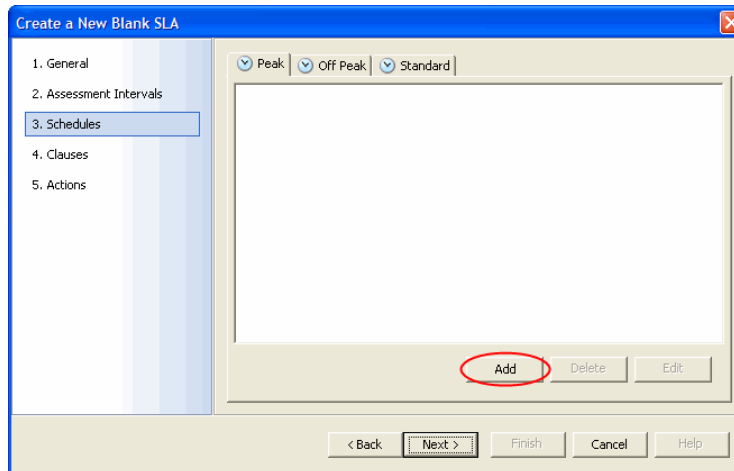 Create a New Blank SLA
1. General
2. Assessment Intervals
3. Schedules
4. Clauses
5. Actions
Peak Off Peak Standard
Add Delete Edit
< Back Next > Finish Cancel Help